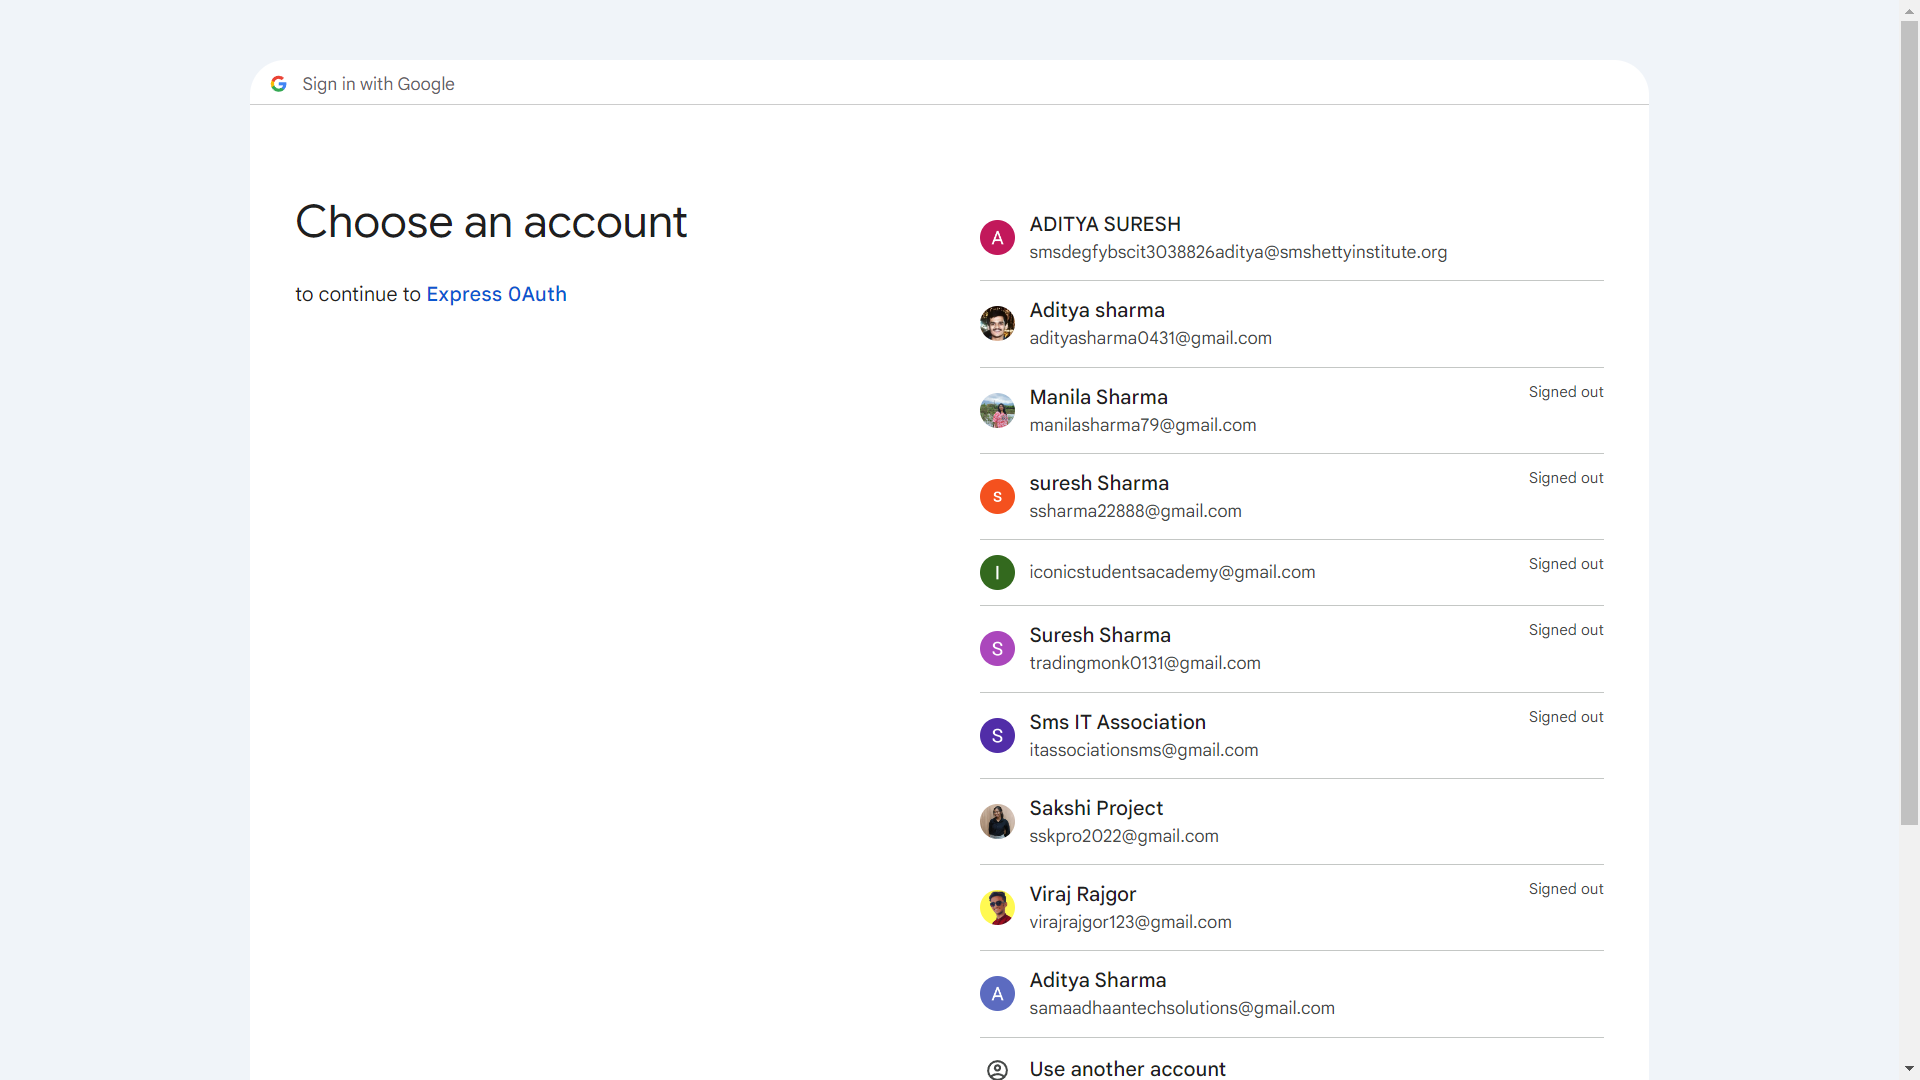 Sign in with Google
Choose an account
to continue to Express 0Auth
A
ADITYA SURESH
smsdegfybscit3038826aditya@smshettyinstitute.org
Aditya sharma
adityasharma0431@gmail.com
Manila Sharma
manilasharma79@gmail.com
Signed out
s
suresh Sharma
ssharma22888@gmail.com
Signed out
I
iconicstudentsacademy@gmail.com
Signed out
S
Suresh Sharma
tradingmonk0131@gmail.com
Signed out
S
Sms IT Association
itassociationsms@gmail.com
Signed out
Sakshi Project
sskpro2022@gmail.com
Viraj Rajgor
virajrajgor123@gmail.com
Signed out
A
Aditya Sharma
samaadhaantechsolutions@gmail.com
Use another account